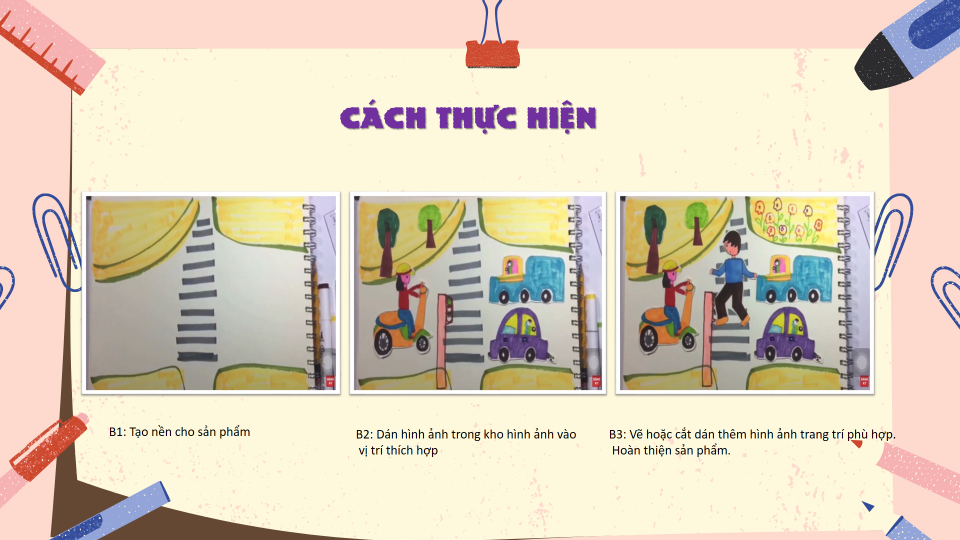 CÁCH THỰC HIỆN
B1: Tạo nền cho sản phẩm
B2: Dán hình ảnh trong kho hình ảnh vào
vị trí thích hợp
B3: Vẽ hoặc cắt dán thêm hình ảnh trang trí phù hợp.
Hoàn thiện sản phẩm.